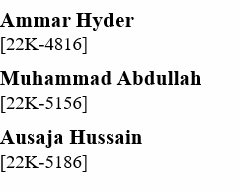 Ammar Hyder
[22K-4816]
Muhammad Abdullah
[22K-5156]
Ausaja Hussain
[22K-5186]